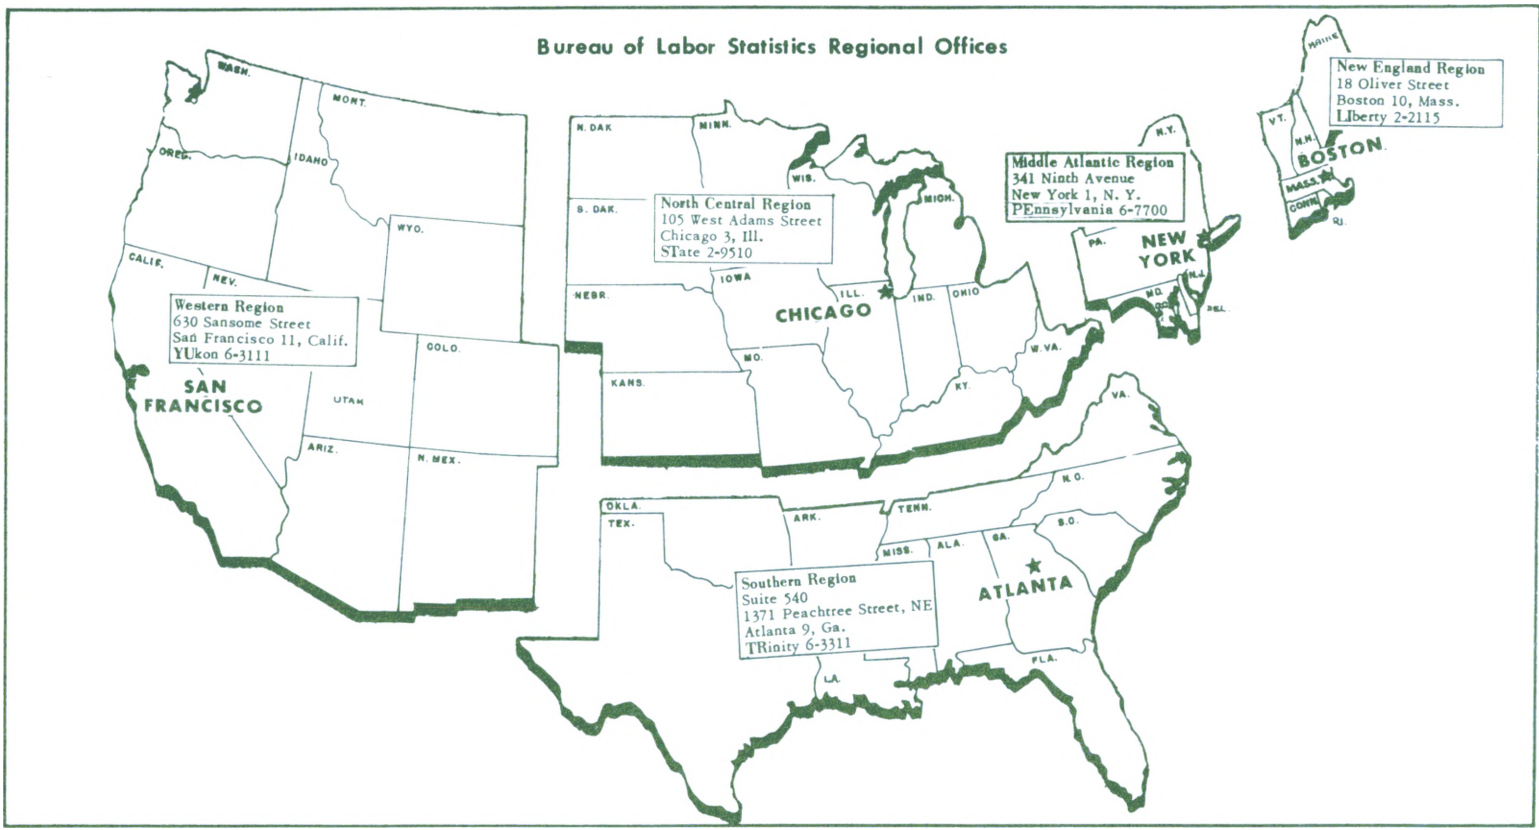 Bureau of Labor Statistics Regional Offices
WASH.
MONT.
OREG.
IDAHO
WYO.
CALIF.
NEV.
Western Region
630 Sansome Street
San Francisco 11, Calif.
YUkon 6-3111
SAN
FRANCISCO
UTAH
COLO.
ARIZ.
N. MEX.
N. DAK
MINN.
S. DAK.
WIS.
MICH.
North Central Region
105 West Adams Street
Chicago 3, Ill.
STate 2-9510
NEBR.
IOWA
ILL.
IND.
OHIO
CHICAGO
KANS.
MO.
KY.
W. VA.
MAINE
New England Region
18 Oliver Street
Boston 10, Mass.
LIberty 2-2115
VT.
N.H.
BOSTON
MASS.
CONN.
R.I.
N.Y.
Middle Atlantic Region
341 Ninth Avenue
New York 1, N. Y.
PEnnsylvania 6-7700
PA.
NEW
YORK
N.J.
MD.
D.C.
DEL.
VA.
OKLA.
TEX.
ARK.
TENN.
N.C.
S.C.
MISS.
ALA.
GA.
ATLANTA
Southern Region
Suite 540
1371 Peachtree Street, NE
Atlanta 9, Ga.
TRinity 6-3311
LA.
FLA.